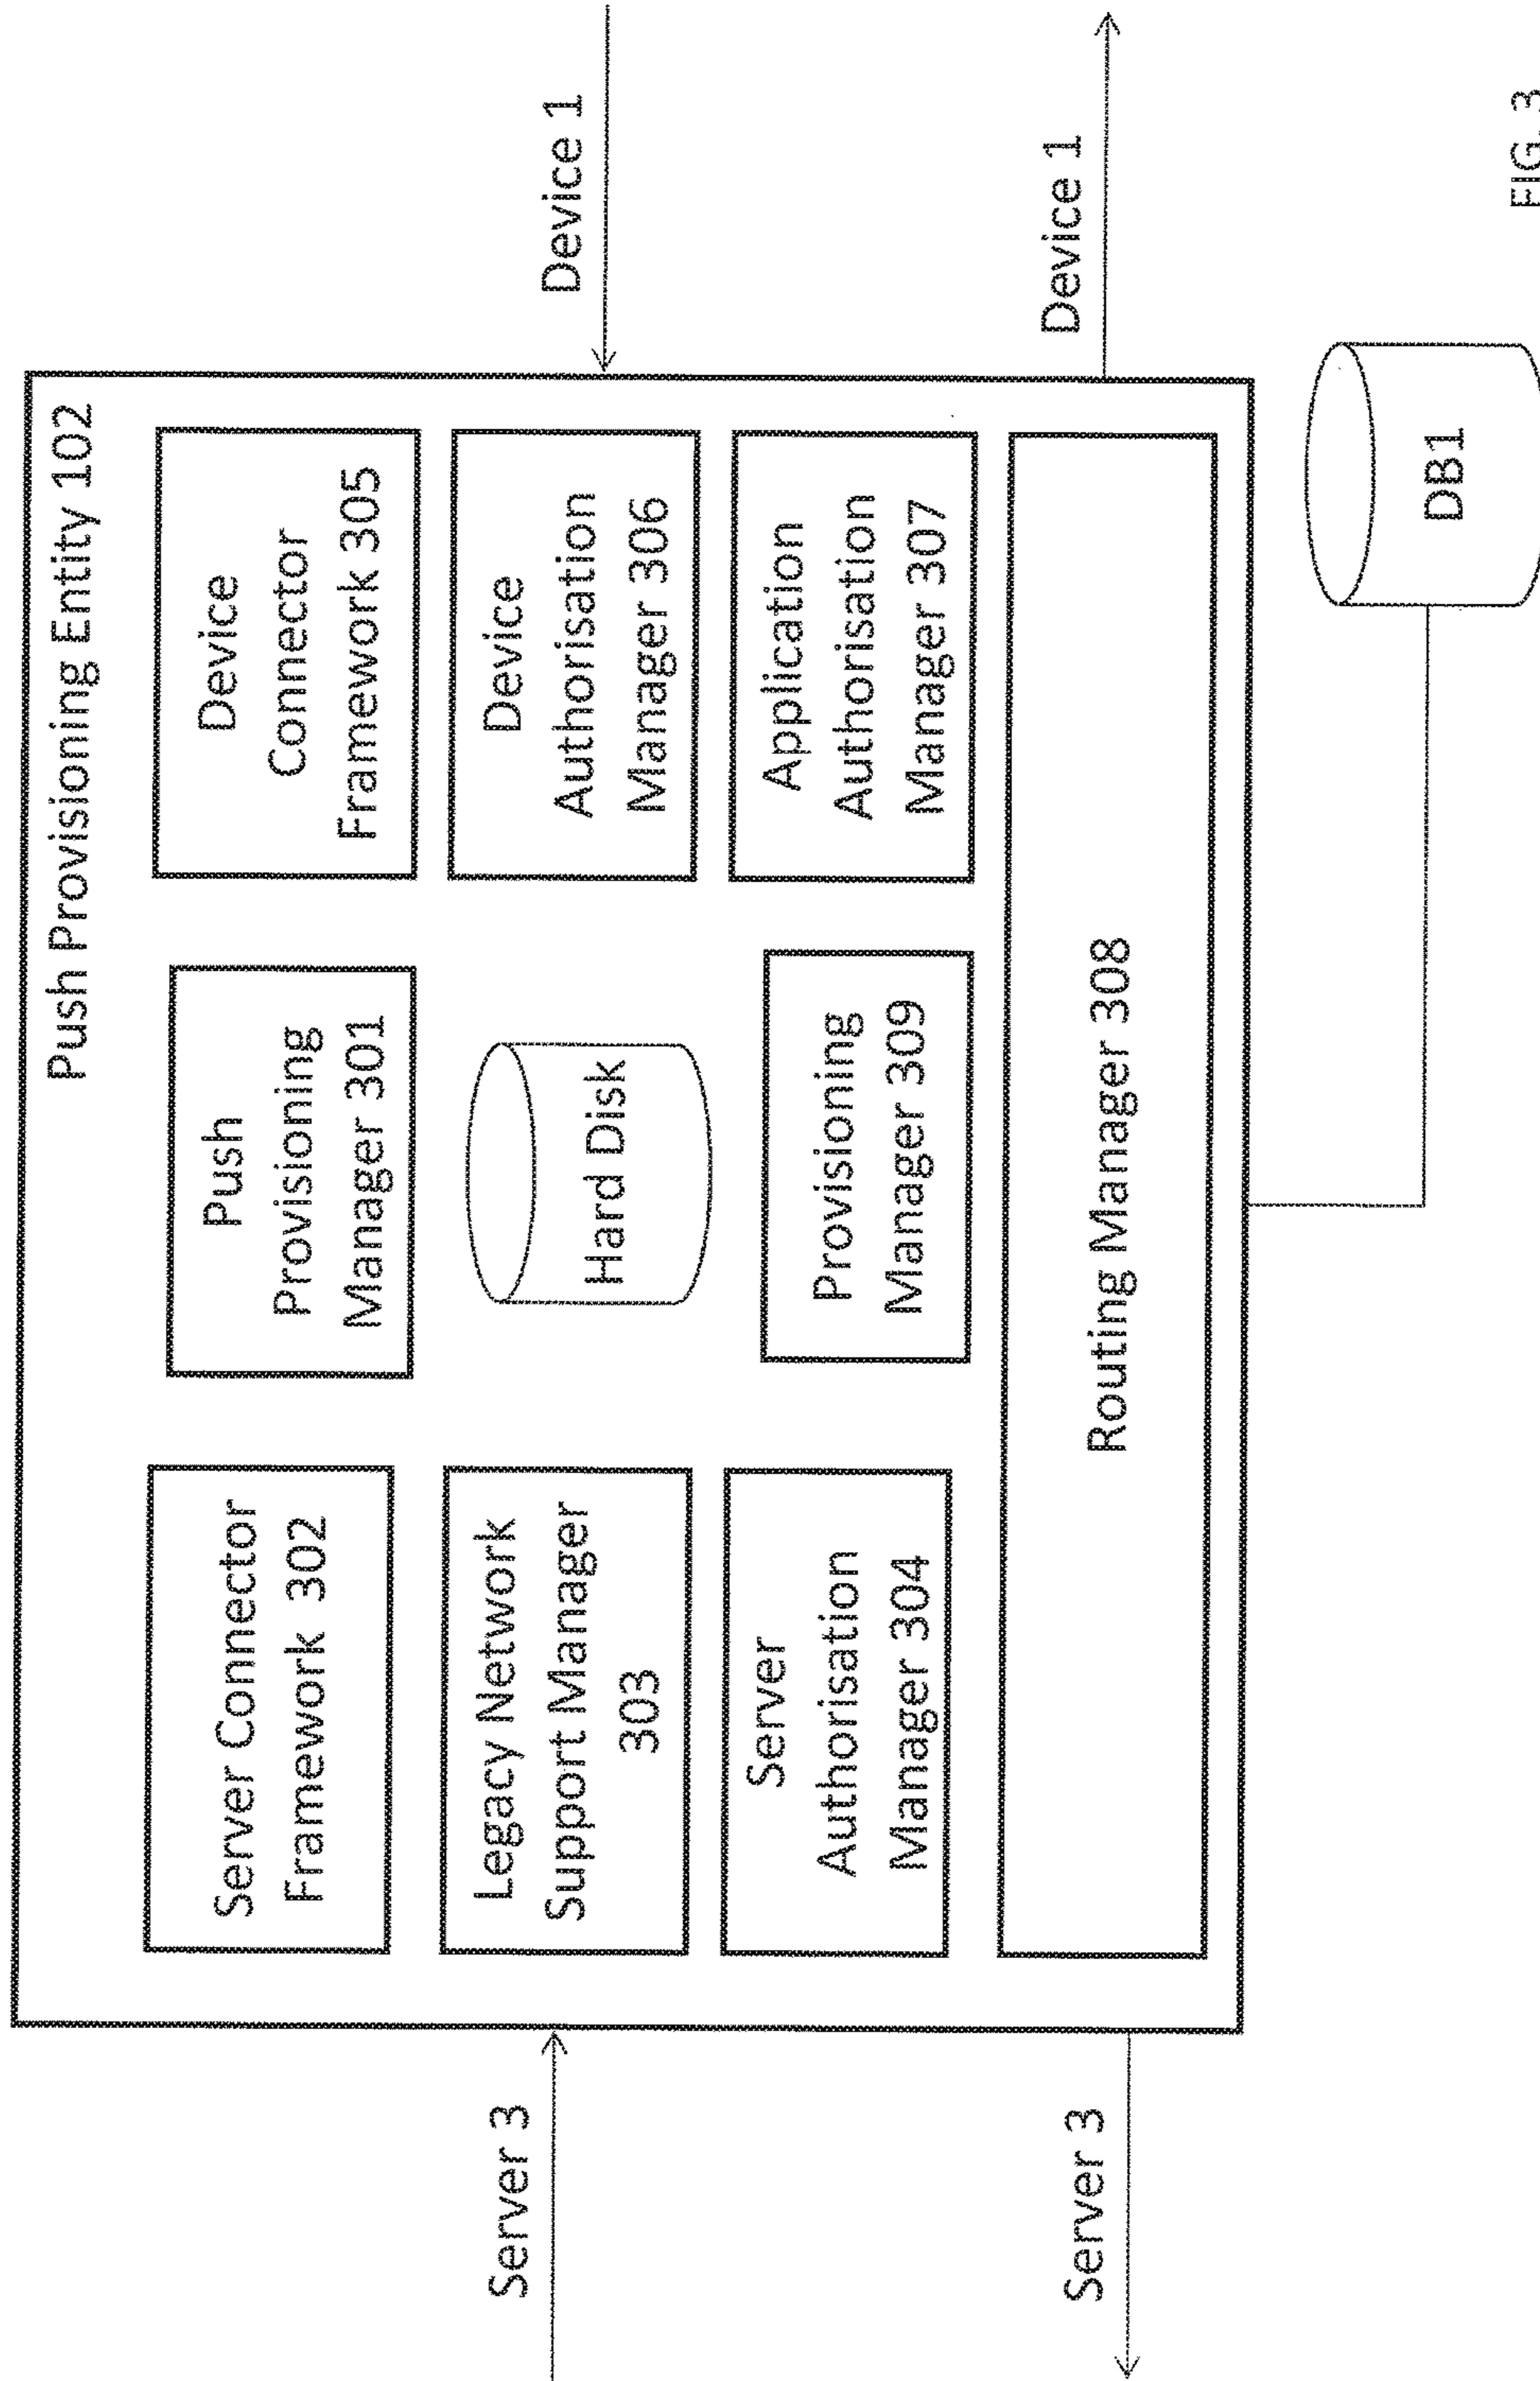 Push Provisioning Entity 102
Server Connector
Framework 302
Push
Provisioning
Manager 301
Device
Connector
Framework 305
Server 3
Legacy Network
Support Manager
303
Hard Disk
Device
Authorisation
Manager 306
Device 1
Server
Authorisation
Manager 304
Provisioning
Manager 309
Application
Authorisation
Manager 307
Server 3
Routing Manager 308
Device 1
DB1
FIG. 3